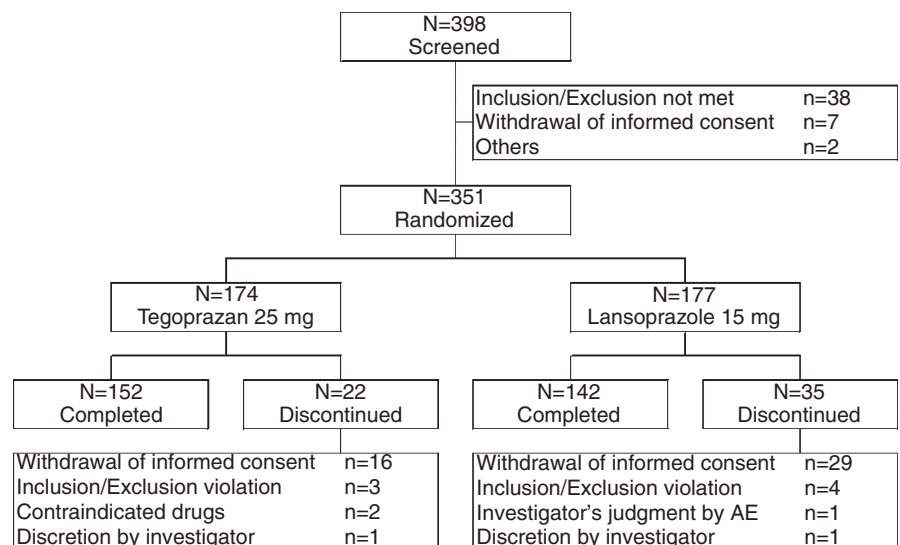 N=398
Screened
Inclusion/Exclusion not met n=38
Withdrawal of informed consent n=7
Others n=2
N=351
Randomized
N=174
Tegoprazan 25 mg
N=177
Lansoprazole 15 mg
N=152
Completed
N=22
Discontinued
N=142
Completed
N=35
Discontinued
Withdrawal of informed consent n=16
Inclusion/Exclusion violation n=3
Contraindicated drugs n=2
Discretion by investigator n=1
Withdrawal of informed consent n=29
Inclusion/Exclusion violation n=4
Investigator's judgment by AE n=1
Discretion by investigator n=1